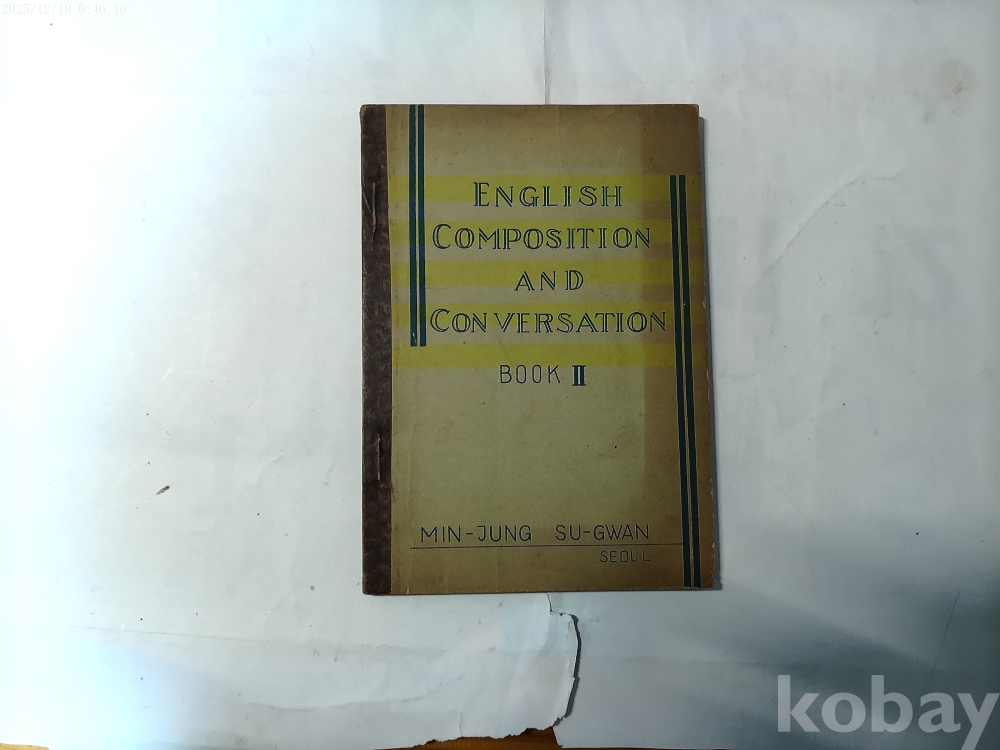 2025/12/19 0:46:10
ENGLISH
COMPOSITION
AND
CONVERSATION
BOOK II
MIN-JUNG SU-GWAN
SEOUL
kobay